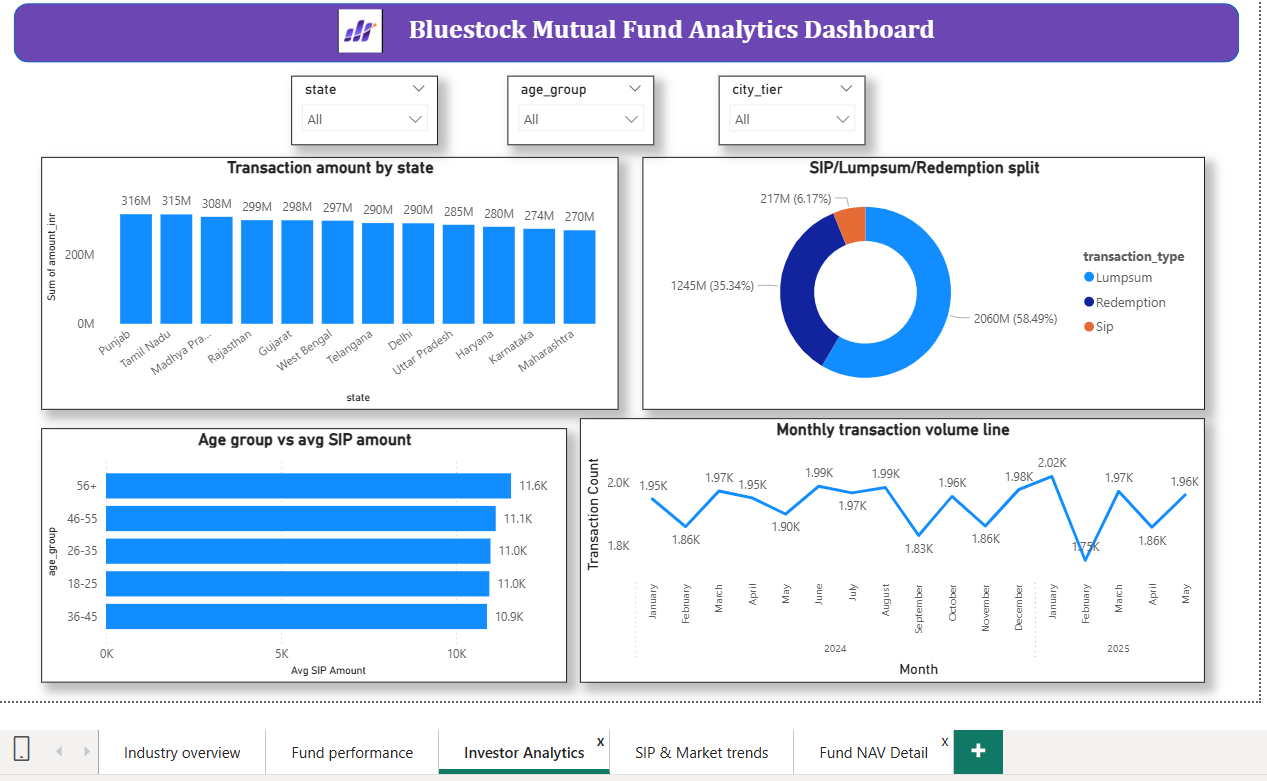 Bluestock Mutual Fund Analytics Dashboard
state
All
age_group
All
city_tier
All
Transaction amount by state
Sum of amount_inr
200M
0M
316M
315M
308M
299M
298M
297M
290M
290M
285M
280M
274M
270M
Punjab
Tamil Nadu
Madhya Pra...
Rajasthan
Gujarat
West Bengal
Telangana
Delhi
Uttar Pradesh
Haryana
Karnataka
Maharashtra
state
SIP/Lumpsum/Redemption split
217M (6.17%)
1245M (35.34%)
2060M (58.49%)
transaction_type
Lumpsum
Redemption
Sip
Age group vs avg SIP amount
age_group
56+
11.6K
46-55
11.1K
26-35
11.0K
18-25
11.0K
36-45
10.9K
0K
5K
10K
Avg SIP Amount
Monthly transaction volume line
Transaction Count
2.0K
1.8K
1.95K
1.86K
1.97K
1.95K
1.90K
1.99K
1.97K
1.99K
1.83K
1.96K
1.86K
1.98K
2.02K
1.75K
1.97K
1.86K
1.96K
January
February
March
April
May
June
July
August
September
October
November
December
January
February
March
April
May
2024
2025
Month
Industry overview
Fund performance
Investor Analytics
x
SIP & Market trends
Fund NAV Detail
x
+